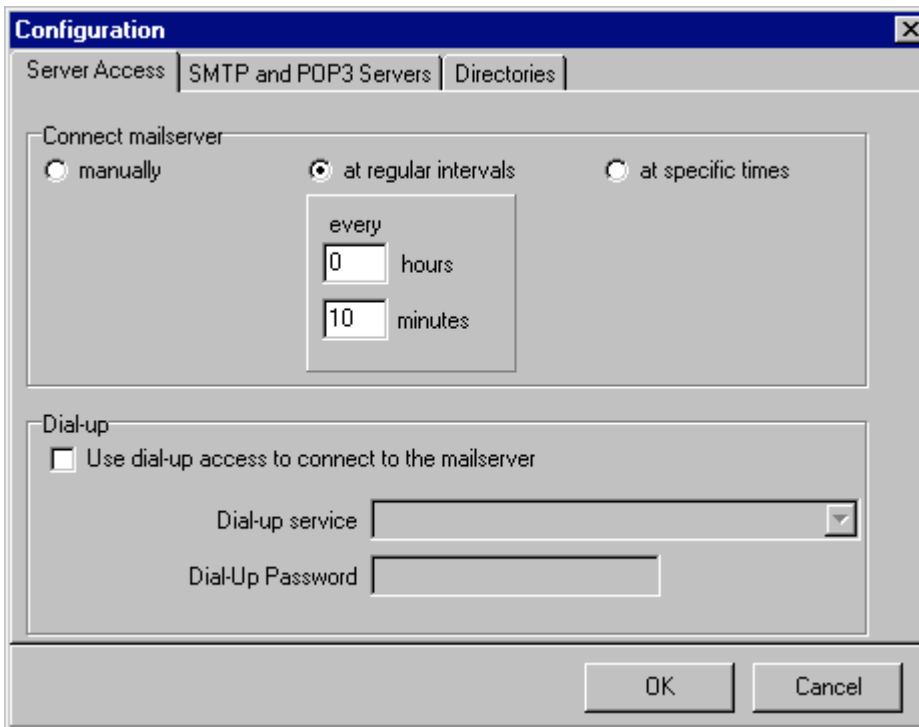 Configuration
Server Access SMTP and POP3 Servers Directories
Connect mailserver
manually at regular intervals at specific times
every
0 hours
10 minutes
Dial-up
Use dial-up access to connect to the mailserver
Dial-up service
Dial-Up Password
OK Cancel